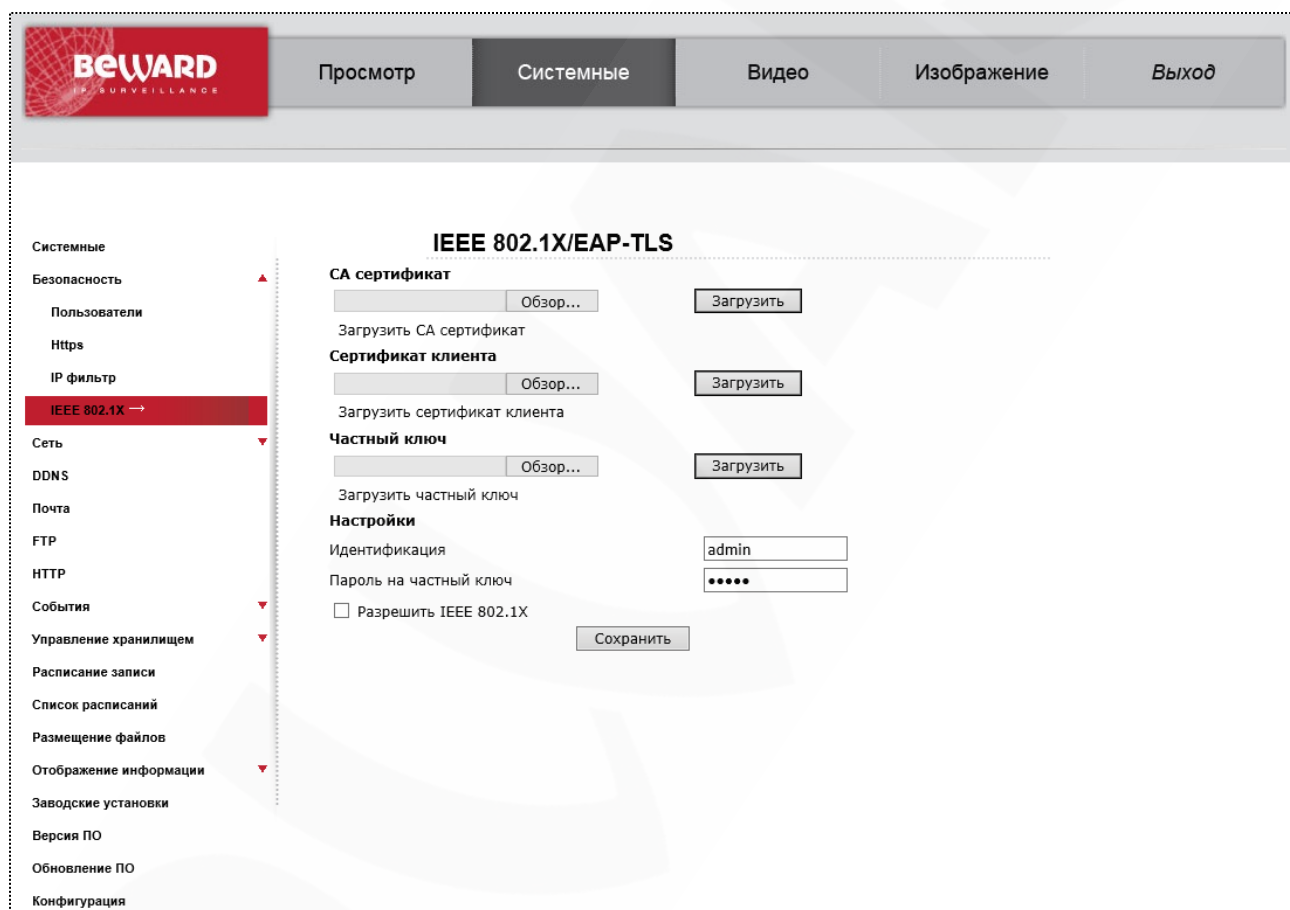 BEWARD
IP SURVEILLANCE
Просмотр
Системные
Видео
Изображение
Выход
Системные
Безопасность
Пользователи
Https
IP фильтр
IEEE 802.1X →
Сеть
DDNS
Почта
FTP
HTTP
События
Управление хранилищем
Расписание записи
Список расписаний
Размещение файлов
Отображение информации
Заводские установки
Версия ПО
Обновление ПО
Конфигурация
IEEE 802.1X/EAP-TLS
CA сертификат
Обзор... Загрузить
Загрузить CA сертификат
Сертификат клиента
Обзор... Загрузить
Загрузить сертификат клиента
Частный ключ
Обзор... Загрузить
Загрузить частный ключ
Настройки
Идентификация admin
Пароль на частный ключ •••••
Разрешить IEEE 802.1X
Сохранить